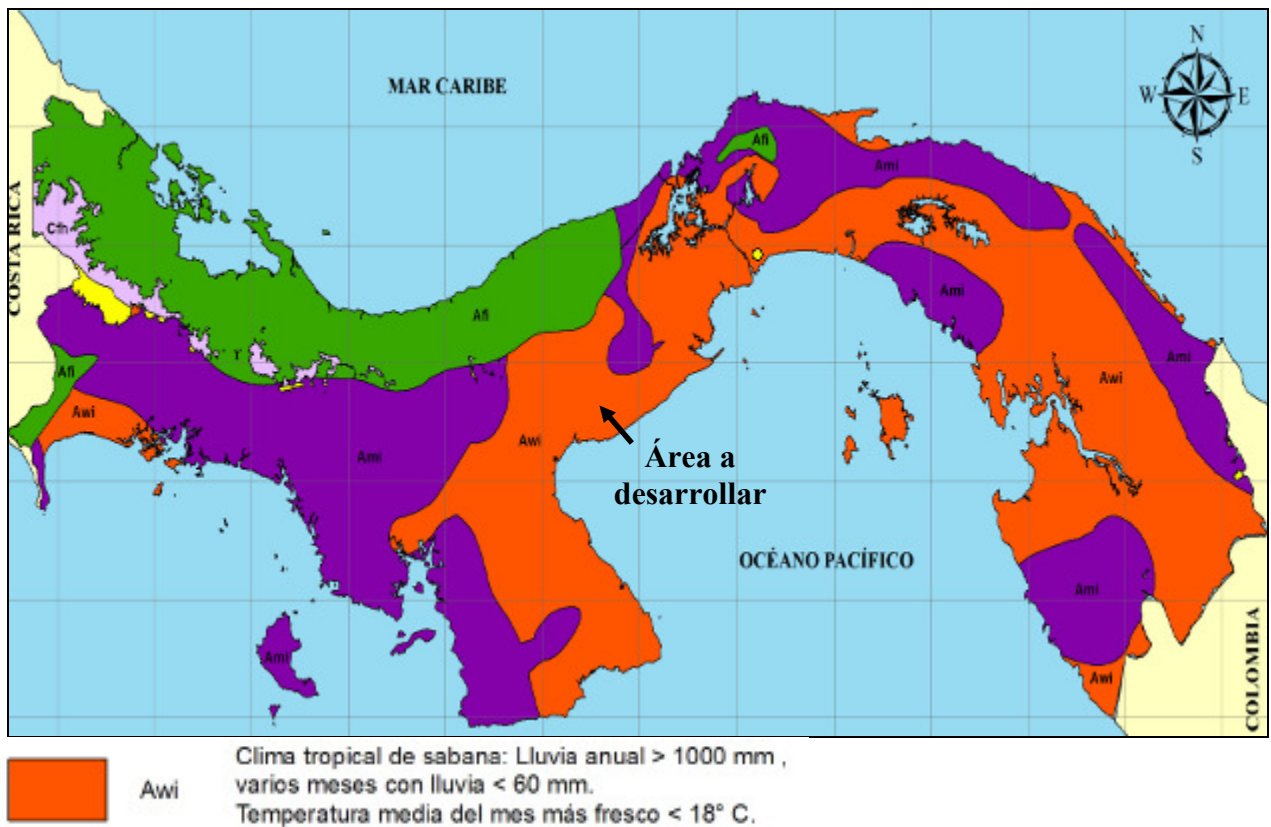 N
W E
S
MAR CARIBE
COSTA RICA
Cfh
Afi
Ami
Afi
Ami
Ami
Afi
Awi
Awi
Awi
Ami
Área a
desarrollar
Awi
Ami
OCÉANO PACÍFICO
Ami
Ami
Awi
COLOMBIA
Awi
Clima tropical de sabana: Lluvia anual > 1000 mm ,
varios meses con lluvia < 60 mm.
Temperatura media del mes más fresco < 18° C.